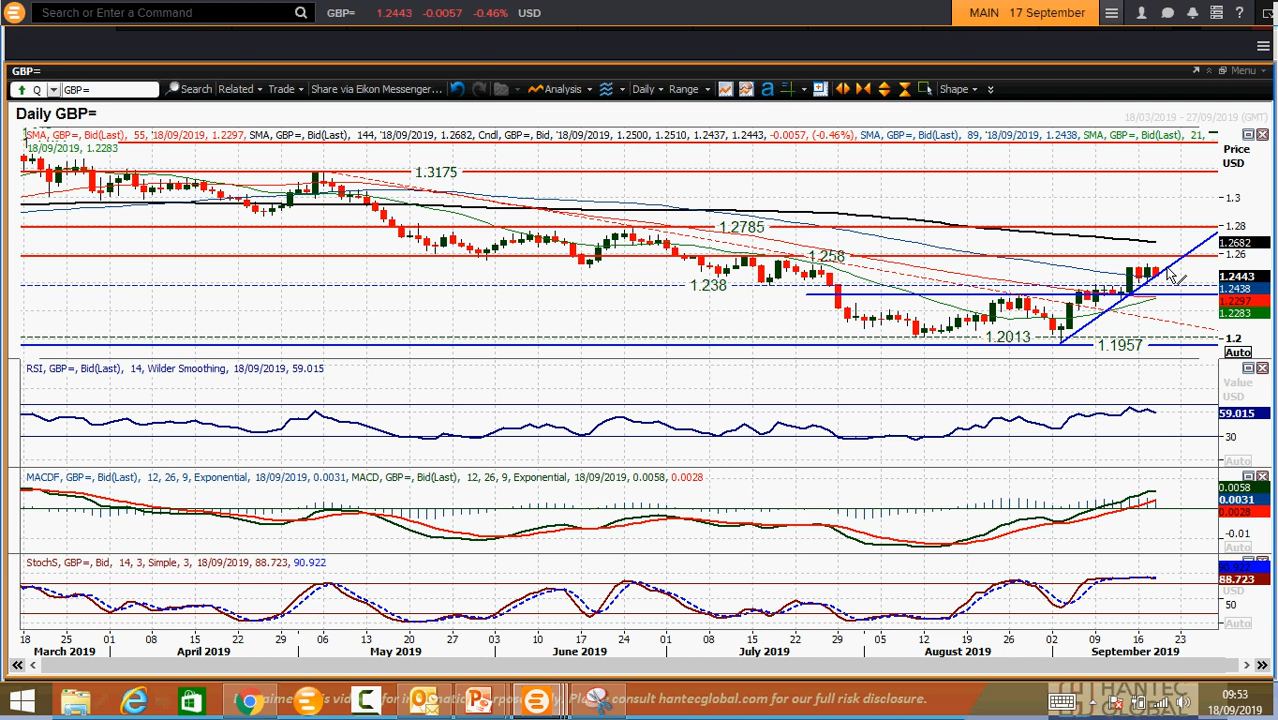 Search or Enter a Command GBP= 1.2443 -0.0057 -0.46% USD MAIN 17 September
GBP= Menu
Q GBP= Search Related Trade Share via Eikon Messenger... Analysis Daily Range Shape
Daily GBP= 18/03/2019 - 27/09/2019 (GMT)
SMA, GBP=, Bid(Last), 55, '18/09/2019, 1.2297, SMA, GBP=, Bid(Last), 144, '18/09/2019, 1.2682, Cndl, GBP=, Bid, '18/09/2019, 1.2500, 1.2510, 1.2437, 1.2443, -0.0057, (-0.46%), SMA, GBP=, Bid(Last), 89, '18/09/2019, 1.2438, SMA, GBP=, Bid(Last), 21,
'18/09/2019, 1.2283
Price
USD
1.3175
1.3
1.2785
1.28
1.2682
1.258
1.26
1.2443
1.238
1.2438
1.2297
1.2283
1.2013
1.2
1.1957
Auto
RSI, GBP=, Bid(Last), 14, Wilder Smoothing, 18/09/2019, 59.015
Value
USD
59.015
30
Auto
MACDF, GBP=, Bid(Last), 12, 26, 9, Exponential, 18/09/2019, 0.0031, MACD, GBP=, Bid(Last), 12, 26, 9, Exponential, 18/09/2019, 0.0058, 0.0028
0.0058
0.0031
0.0028
-0.01
Auto
StochS, GBP=, Bid, 14, 3, Simple, 3, 18/09/2019, 88.723, 90.922
90.922
88.723
USD
50
Auto
18 25 01 08 15 22 29 06 13 20 27 03 10 17 24 01 08 15 22 29 05 12 19 26 02 09 16 23
March 2019 April 2019 May 2019 June 2019 July 2019 August 2019 September 2019
for in consult hantecglobal.com for our full risk disclosure.
HANTEC
GLOBAL
09:53
18/09/2019